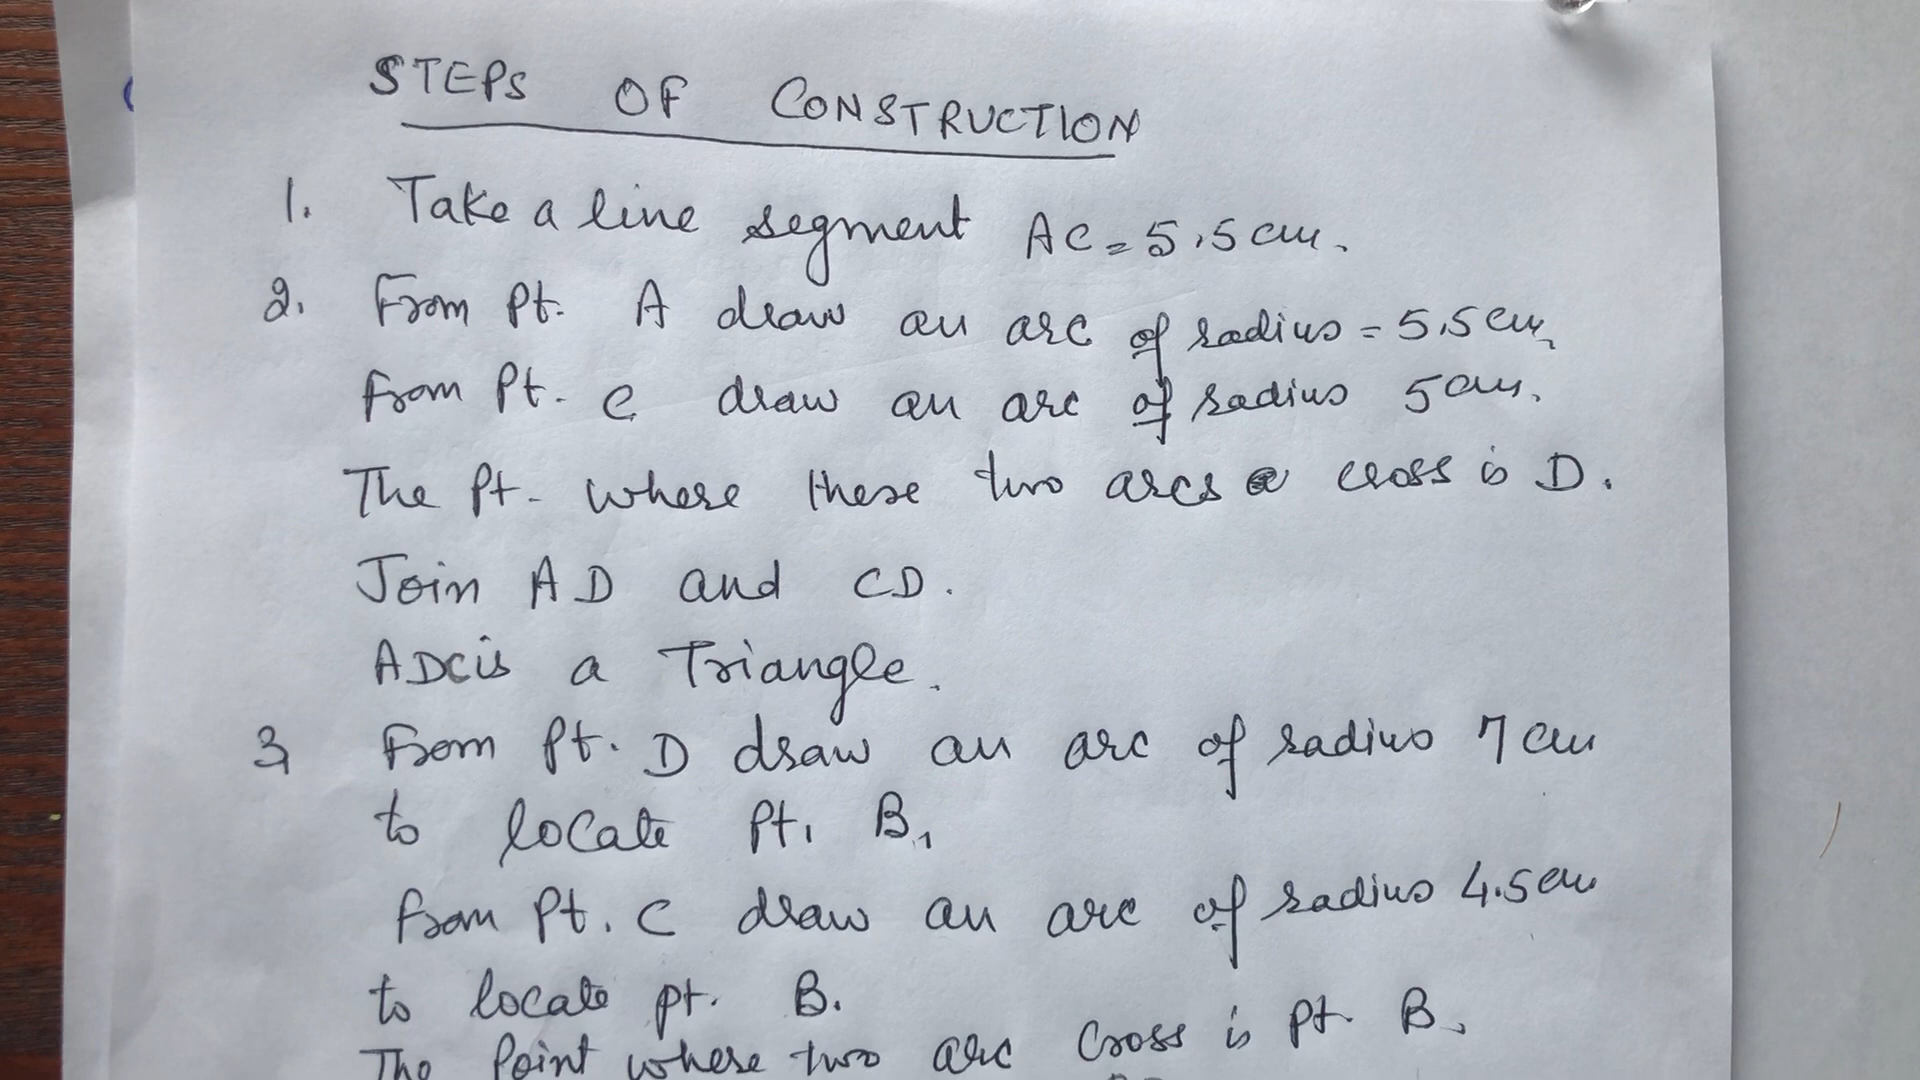 STEPS OF CONSTRUCTION
1. Take a line segment AC = 5.5 cm.
2. From Pt. A draw an arc of radius = 5.5 cm,
from Pt. C draw an arc of radius 5 cm.
The Pt. where these two arcs cross is D.
Join AD and CD.
ADC is a Triangle.
3, From Pt. D draw an arc of radius 7 cm
to locate Pt. B,
from Pt. C draw an arc of radius 4.5 cm
to locate pt. B.
The Point where two arc cross is Pt. B.